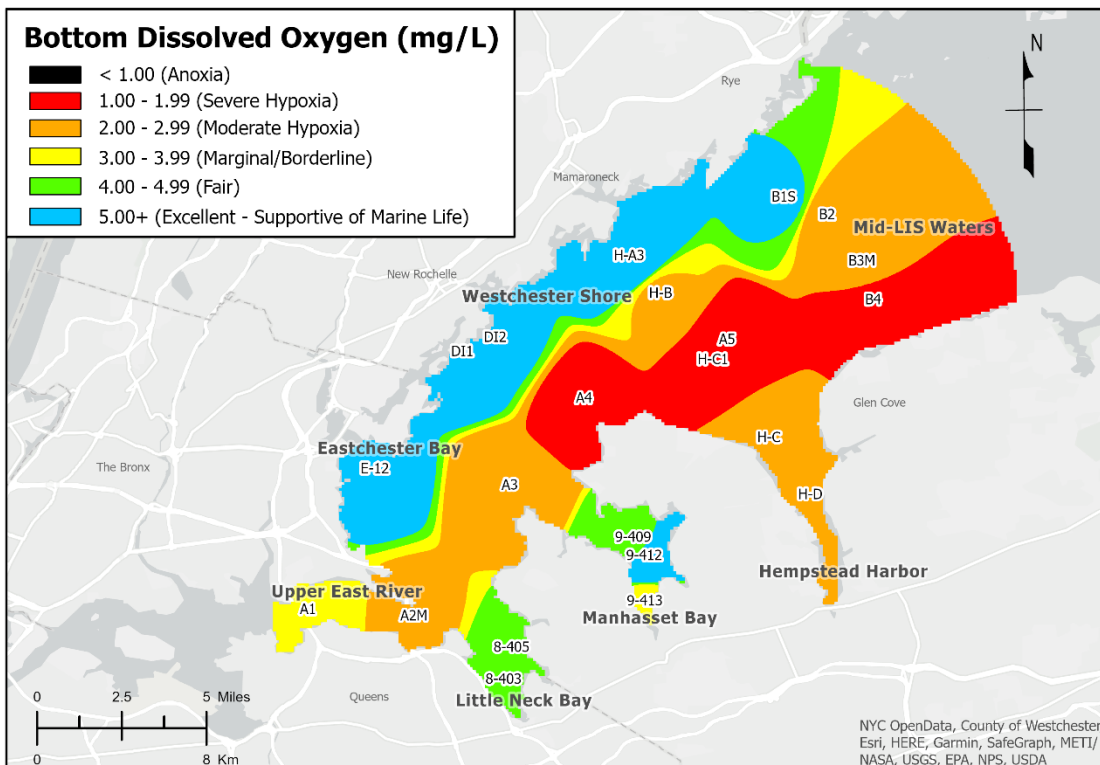 Bottom Dissolved Oxygen (mg/L)
< 1.00 (Anoxia)
1.00 - 1.99 (Severe Hypoxia)
2.00 - 2.99 (Moderate Hypoxia)
3.00 - 3.99 (Marginal/Borderline)
4.00 - 4.99 (Fair)
5.00+ (Excellent - Supportive of Marine Life)
N
Rye
Mamaroneck
B1S
B2
Mid-LIS Waters
H-A3
B3M
New Rochelle
H-B
Westchester Shore
B4
DI2
A5
DI1
H-C1
A4
Glen Cove
H-C
Eastchester Bay
The Bronx
E-12
A3
H-D
9-409
9-412
Hempstead Harbor
Upper East River
9-413
A1
A2M
Manhasset Bay
8-405
8-403
Queens
Little Neck Bay
0 2.5 5 Miles
0 8 Km
NYC OpenData, County of Westchester,
Esri, HERE, Garmin, SafeGraph, METI/
NASA, USGS, EPA, NPS, USDA